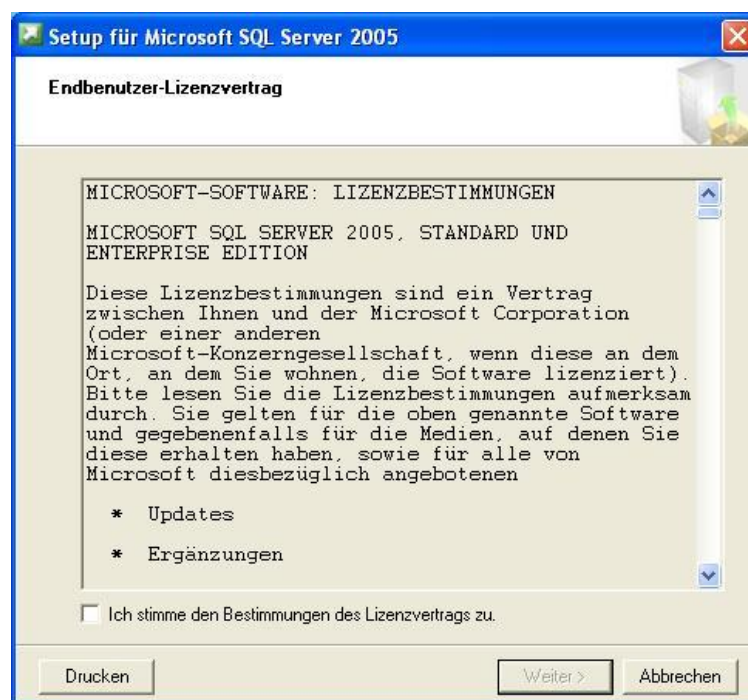 Setup für Microsoft SQL Server 2005
Endbenutzer-Lizenzvertrag
MICROSOFT-SOFTWARE: LIZENZBESTIMMUNGEN
MICROSOFT SQL SERVER 2005, STANDARD UND
ENTERPRISE EDITION
Diese Lizenzbestimmungen sind ein Vertrag
zwischen Ihnen und der Microsoft Corporation
(oder einer anderen
Microsoft-Konzerngesellschaft, wenn diese an dem
Ort, an dem Sie wohnen, die Software lizenziert).
Bitte lesen Sie die Lizenzbestimmungen aufmerksam
durch. Sie gelten für die oben genannte Software
und gegebenenfalls für die Medien, auf denen Sie
diese erhalten haben, sowie für alle von
Microsoft diesbezüglich angebotenen
* Updates
* Ergänzungen
Ich stimme den Bestimmungen des Lizenzvertrags zu.
Drucken
Weiter >
Abbrechen